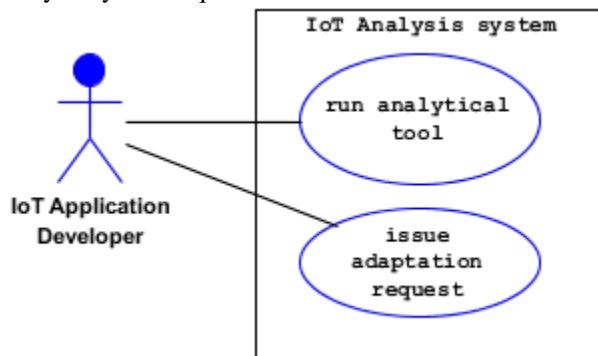 IoT Analysis system
run analytical
tool
IoT Application
Developer
issue
adaptation
request